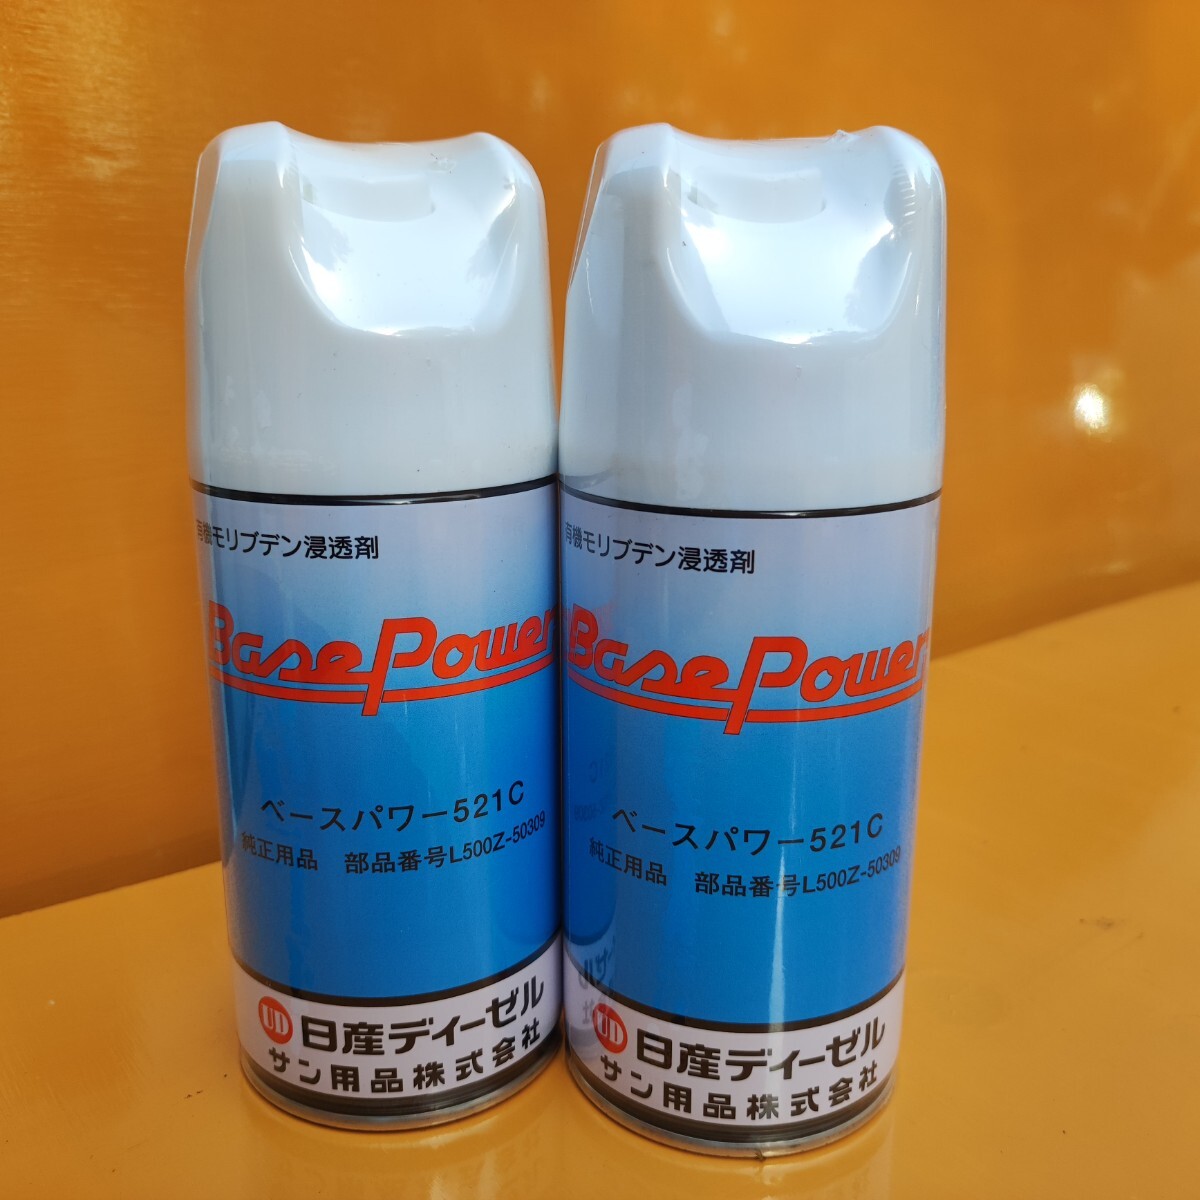 有機モリブデン浸透剤
BasePower
ベースパワー521C
純正用品 部品番号L500Z-50309
UD 日産ディーゼル
サン用品株式会社
有機モリブデン浸透剤
BasePower
ベースパワー521C
純正用品 部品番号L500Z-50309
UD 日産ディーゼル
サン用品株式会社